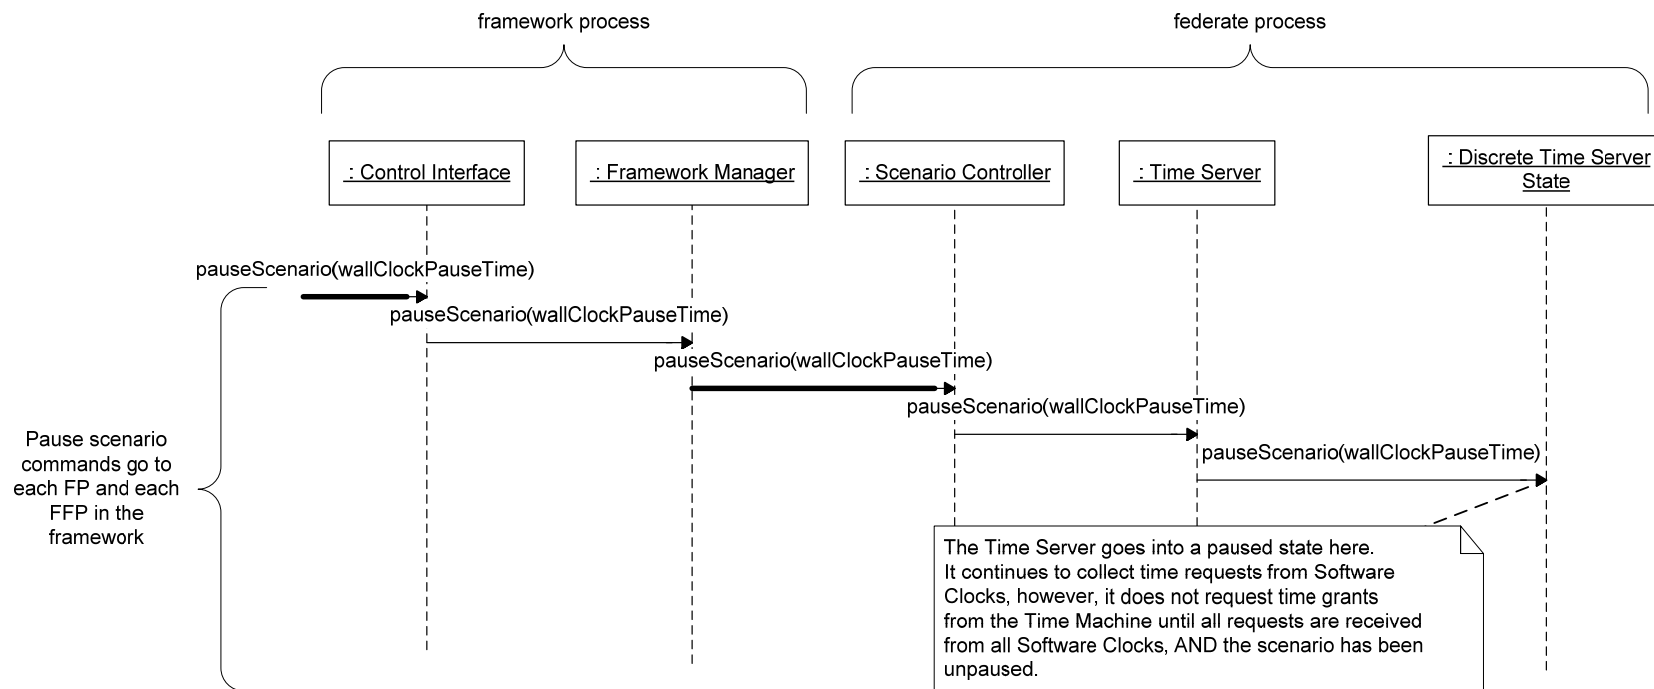 framework process
federate process
: Control Interface
: Framework Manager
: Scenario Controller
: Time Server
: Discrete Time Server
State
pauseScenario(wallClockPauseTime)
pauseScenario(wallClockPauseTime)
pauseScenario(wallClockPauseTime)
pauseScenario(wallClockPauseTime)
pauseScenario(wallClockPauseTime)
Pause scenario
commands go to
each FP and each
FFP in the
framework
The Time Server goes into a paused state here.
It continues to collect time requests from Software
Clocks, however, it does not request time grants
from the Time Machine until all requests are received
from all Software Clocks, AND the scenario has been
unpaused.